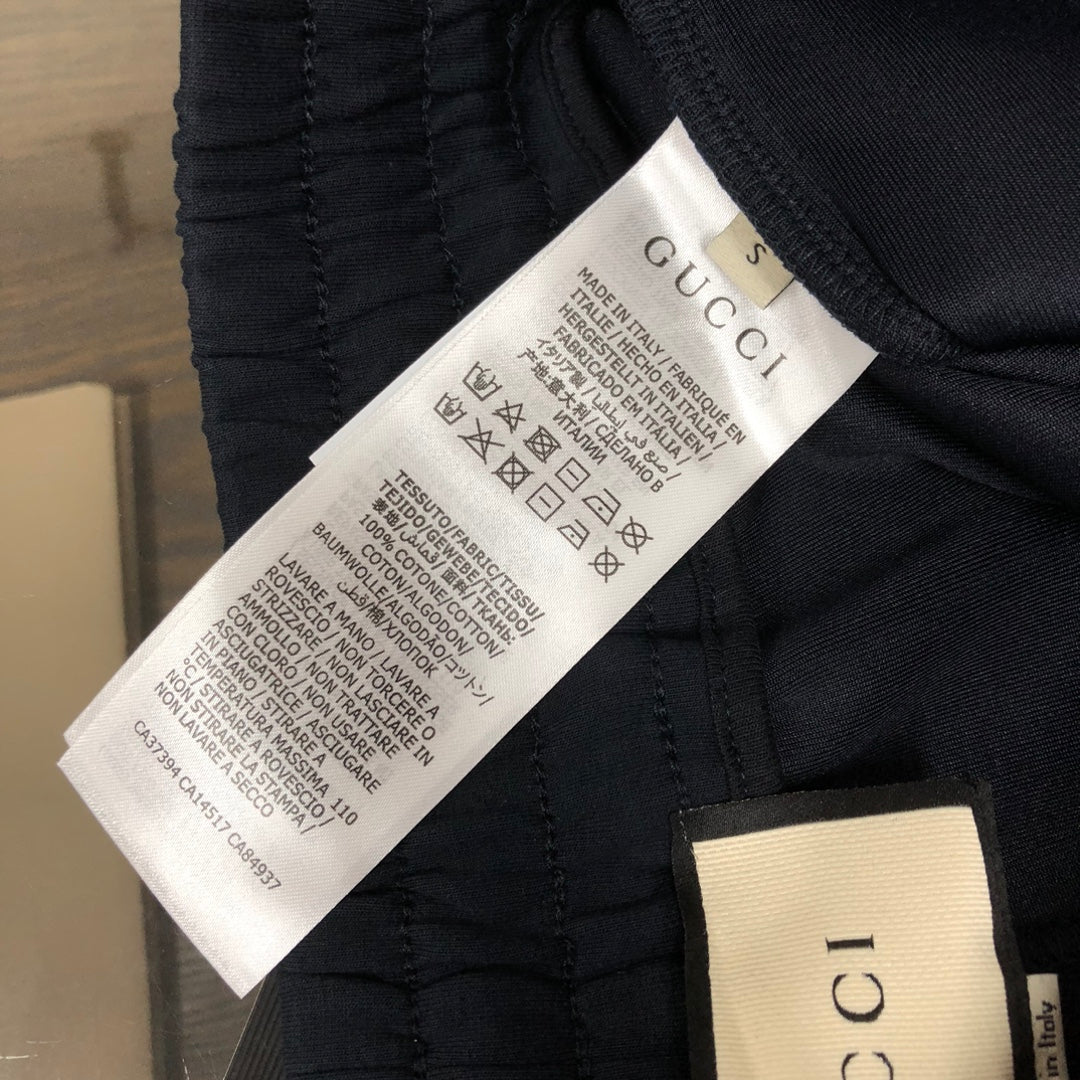 S
GUCCI
MADE IN ITALY / FABRIQUÉ EN
ITALIE / HECHO EN ITALIA /
HERGESTELLT IN ITALIEN /
FABRICADO EM ITALIA /
イタリア製 / صنع في إيطاليا /
产地:意大利 / СДЕЛАНО В
ИТАЛИИ
TESSUTO/FABRIC/TISSU/
TEJIDO/GEWEBE/TECIDO/
表地/قماش/面料/ТКАНЬ:
100% COTONE/COTTON/
COTON/ALGODON/
BAUMWOLLE/ALGODÃO/コットン/
قطن/棉/ХЛОПОК
LAVARE A MANO / LAVARE A
ROVESCIO / NON TORCERE O
STRIZZARE / NON LASCIARE IN
AMMOLLO / NON TRATTARE
CON CLORO / NON USARE
ASCIUGATRICE / ASCIUGARE
IN PIANO / STIRARE A
TEMPERATURA MASSIMA 110
°C/ STIRARE A ROVESCIO /
NON STIRARE LA STAMPA /
NON LAVARE A SECCO
CA37394 CA14517 CA84937
CCI
in Italy